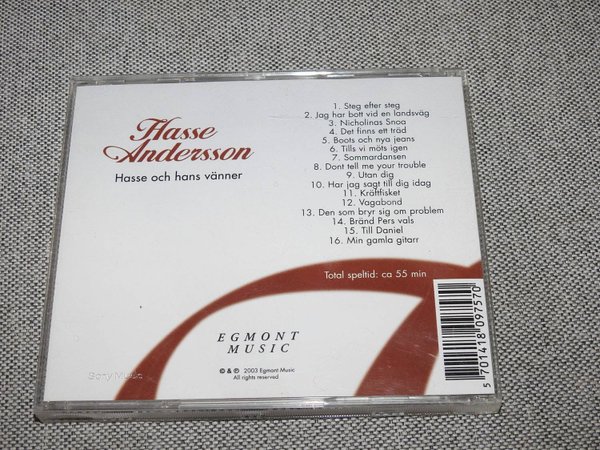 Hasse
Andersson
Hasse och hans vänner
1. Steg efter steg
2. Jag har bott vid en landsväg
3. Nicholinas Snoa
4. Det finns ett träd
5. Boots och nya jeans
6. Tills vi möts igen
7. Sommardansen
8. Dont tell me your trouble
9. Utan dig
10. Har jag sagt till dig idag
11. Kräftfisket
12. Vagabond
13. Den som bryr sig om problem
14. Bränd Pers vals
15. Till Daniel
16. Min gamla gitarr
Total speltid: ca 55 min
EGMONT
MUSIC
© & ℗ 2003 Egmont Music
All rights reserved
Sony Music
5 701418 097570